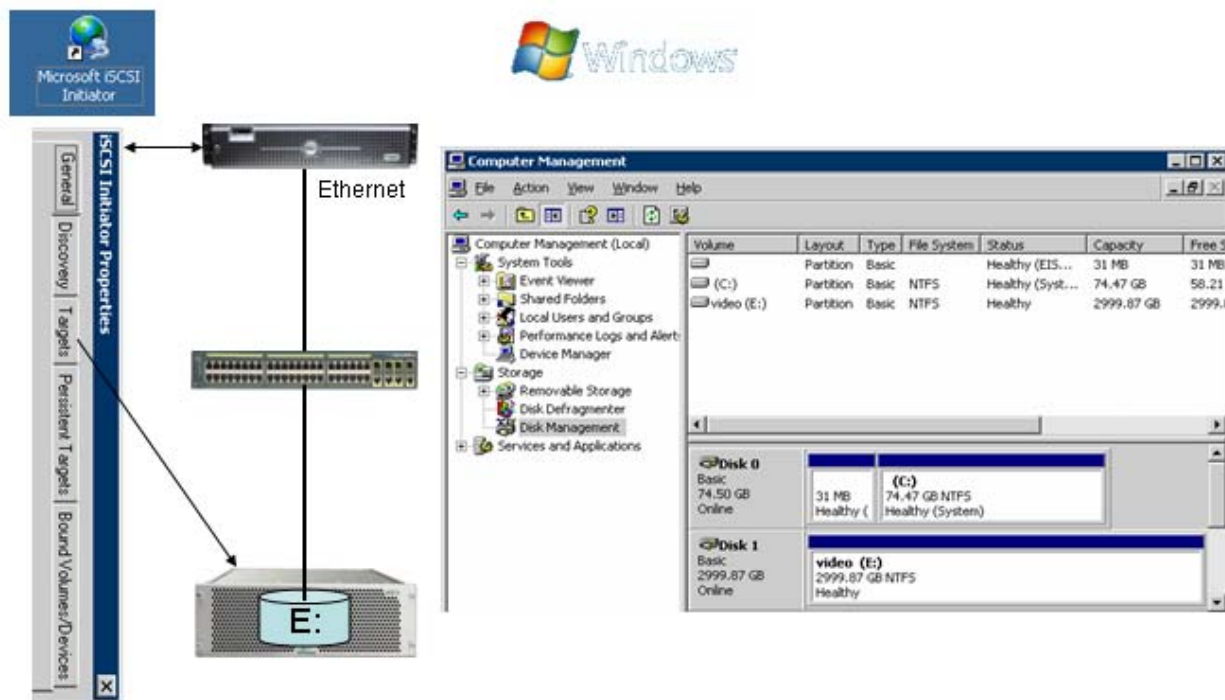 Microsoft iSCSI
Initiator
Windows
iSCSI Initiator Properties
General Discovery Targets Persistent Targets Bound Volumes/Devices
Ethernet
E:
Computer Management
File Action View Window Help
Computer Management (Local)
System Tools
Event Viewer
Shared Folders
Local Users and Groups
Performance Logs and Alert
Device Manager
Storage
Removable Storage
Disk Defragmenter
Disk Management
Services and Applications
Volume Layout Type File System Status Capacity Free S
Partition Basic Healthy (EIS... 31 MB 31 MB
(C:) Partition Basic NTFS Healthy (Syst... 74.47 GB 58.21
video (E:) Partition Basic NTFS Healthy 2999.87 GB 2999.
Disk 0
Basic
74.50 GB
Online
31 MB
Healthy (
(C:)
74.47 GB NTFS
Healthy (System)
Disk 1
Basic
2999.87 GB
Online
video (E:)
2999.87 GB NTFS
Healthy